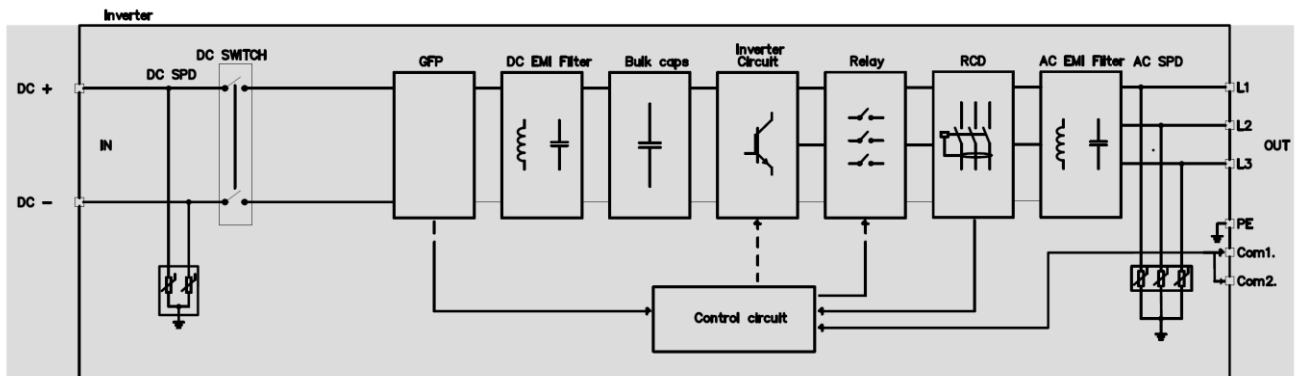 Inverter
DC SPD
DC SWITCH
GFP
DC EMI Filter
Bulk caps
Inverter
Circuit
Relay
RCD
AC EMI Filter
AC SPD
DC +
IN
DC -
L1
L2
L3
OUT
PE
Com1.
Com2.
Control circuit